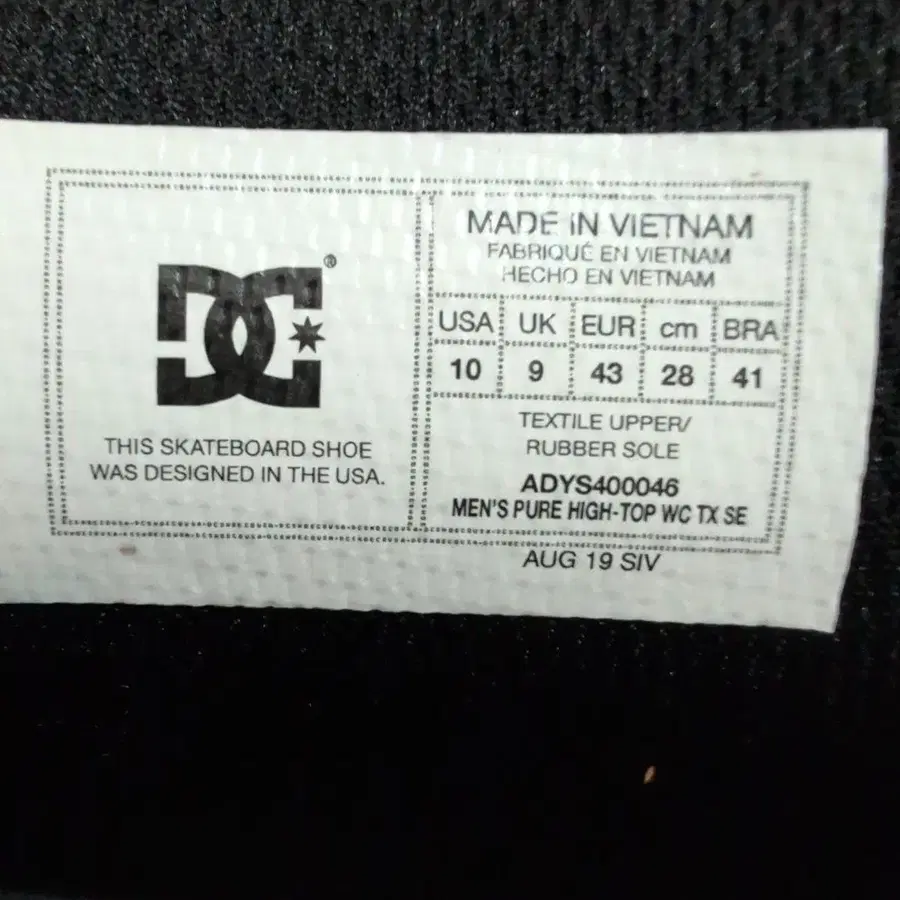 DC®
THIS SKATEBOARD SHOE
WAS DESIGNED IN THE USA.
MADE IN VIETNAM
FABRIQUÉ EN VIETNAM
HECHO EN VIETNAM
USA UK EUR cm BRA
10 9 43 28 41
TEXTILE UPPER/
RUBBER SOLE
ADYS400046
MEN'S PURE HIGH-TOP WC TX SE
AUG 19 SIV